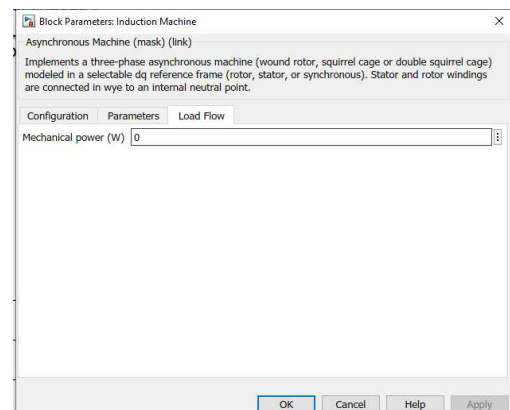 Block Parameters: Induction Machine
Asynchronous Machine (mask) (link)
Implements a three-phase asynchronous machine (wound rotor, squirrel cage or double squirrel cage)
modeled in a selectable dq reference frame (rotor, stator, or synchronous). Stator and rotor windings
are connected in wye to an internal neutral point.
Configuration Parameters Load Flow
Mechanical power (W) 0
OK Cancel Help Apply